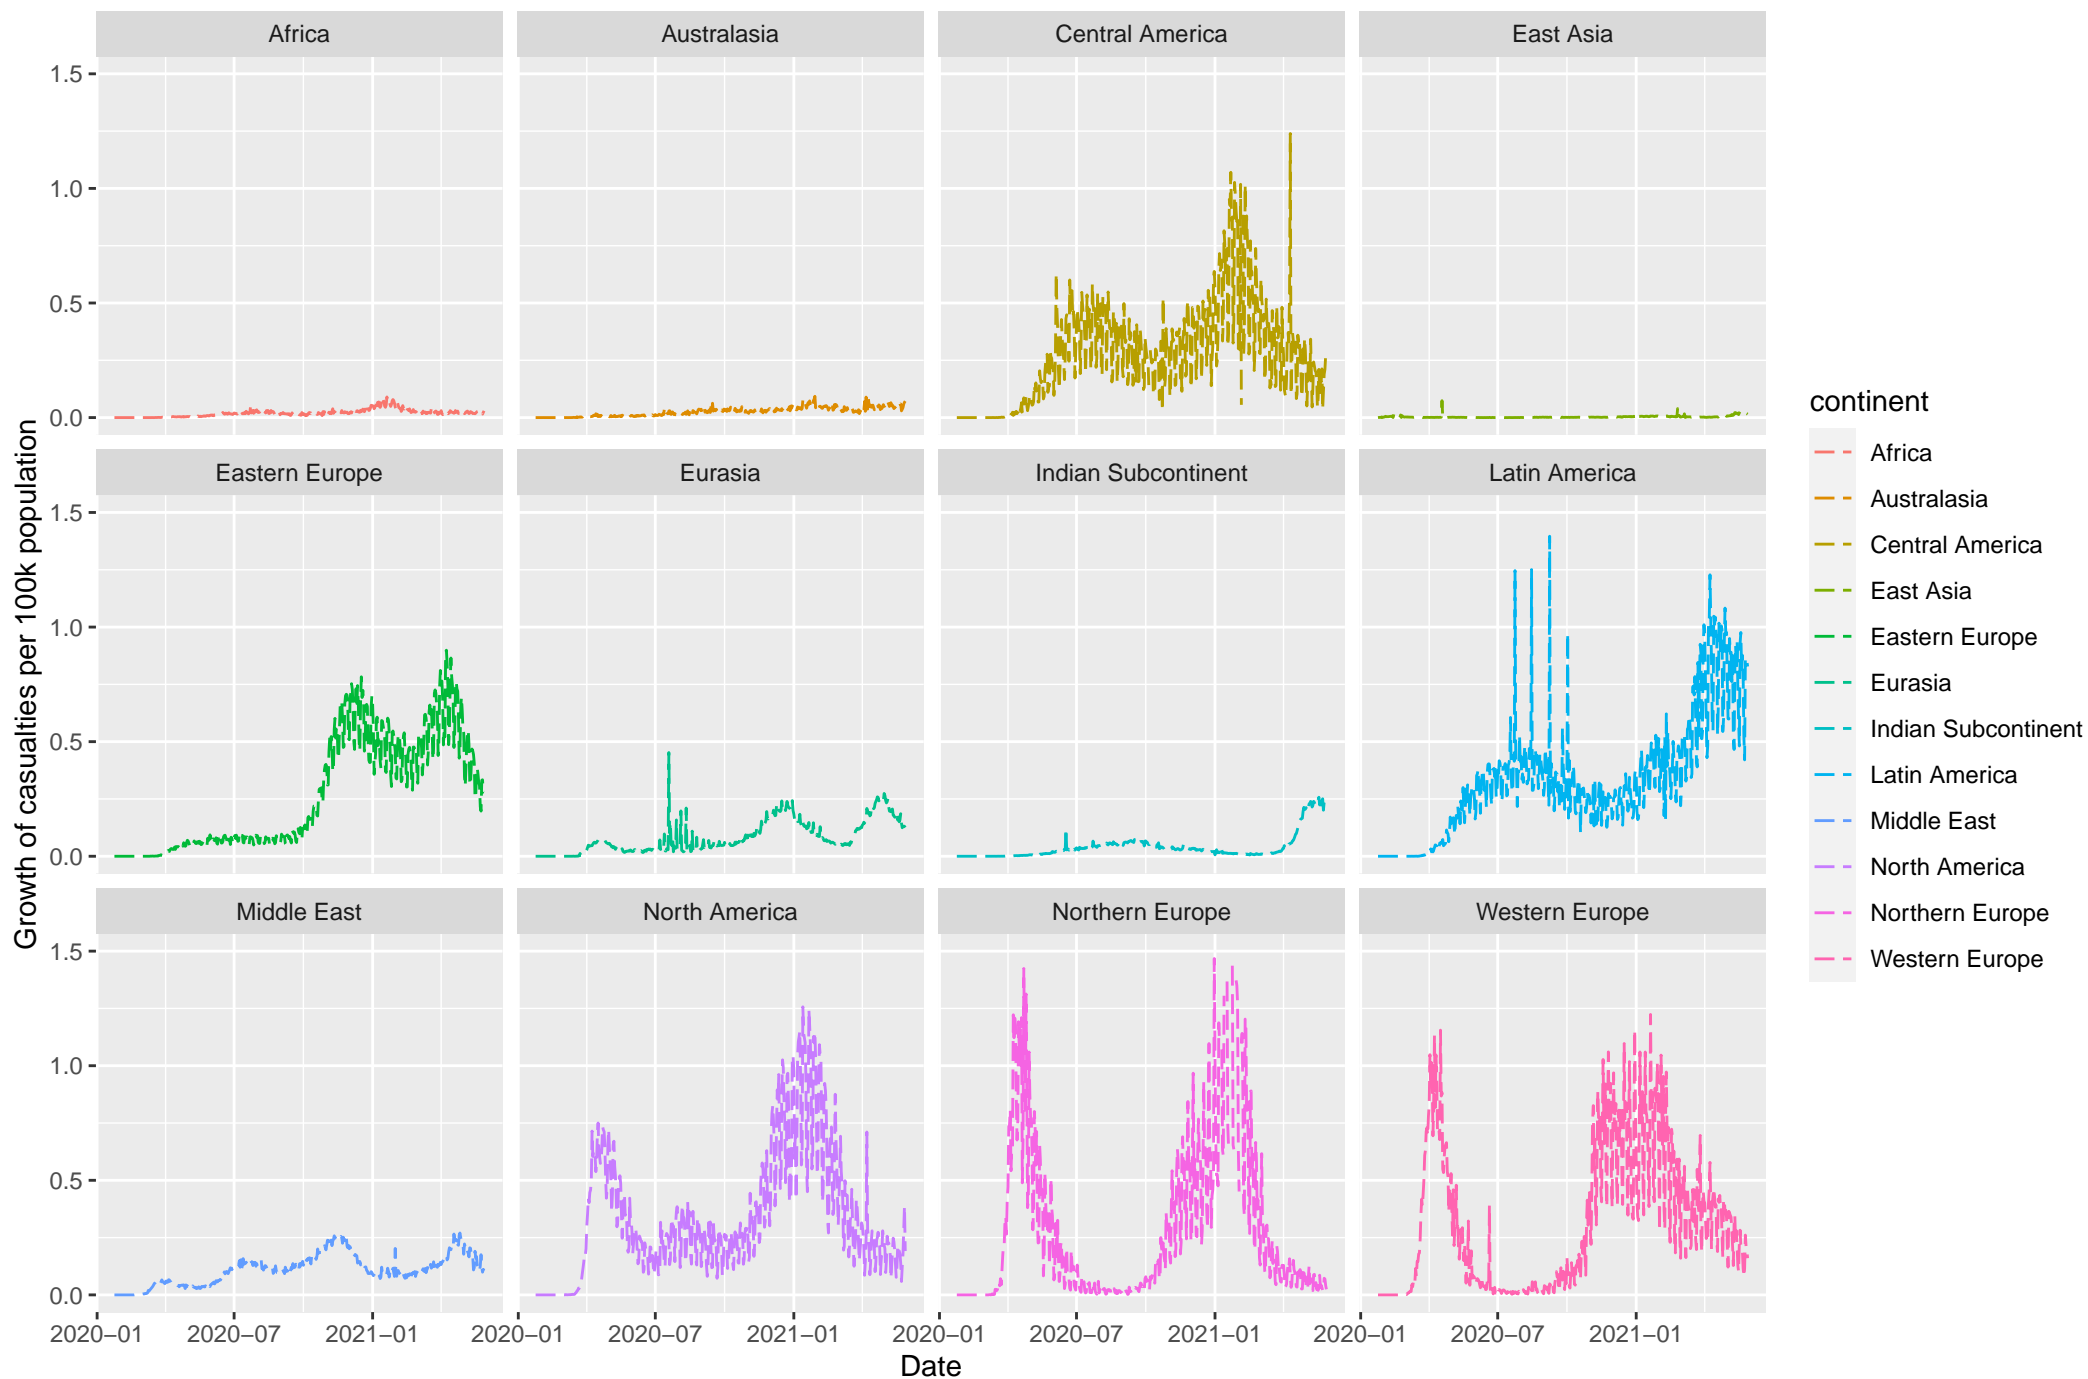 Africa
Australasia
Central America
East Asia
1.5
1.0
0.5
0.0
Eastern Europe
Eurasia
Indian Subcontinent
Latin America
1.5
1.0
0.5
0.0
Middle East
North America
Northern Europe
Western Europe
1.5
1.0
0.5
0.0
2020–01
2020–07
2021–01
2020–01
2020–07
2021–01
2020–01
2020–07
2021–01
2020–01
2020–07
2021–01
Date
Growth of casualties per 100k population
continent
Africa
Australasia
Central America
East Asia
Eastern Europe
Eurasia
Indian Subcontinent
Latin America
Middle East
North America
Northern Europe
Western Europe